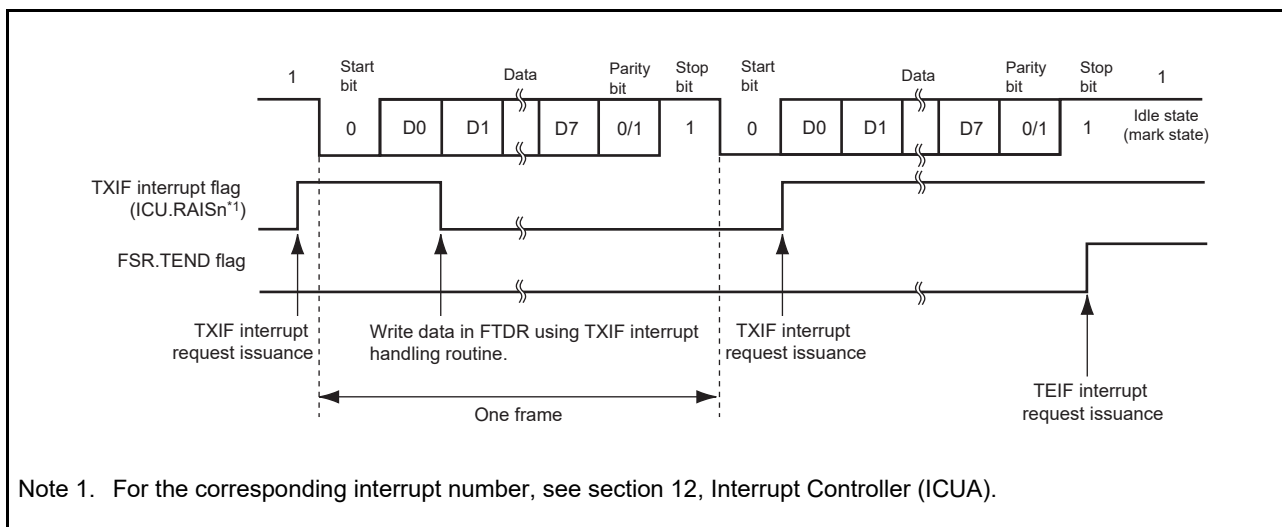 1 Start bit Data Parity bit Stop bit Start bit Data Parity bit Stop bit 1
0 D0 D1 D7 0/1 1 0 D0 D1 D7 0/1 1 Idle state (mark state)
TXIF interrupt flag
(ICU.RAISn*1)
FSR.TEND flag
TXIF interrupt
request issuance
Write data in FTDR using TXIF interrupt
handling routine.
TXIF interrupt
request issuance
TEIF interrupt
request issuance
One frame
Note 1. For the corresponding interrupt number, see section 12, Interrupt Controller (ICUA).